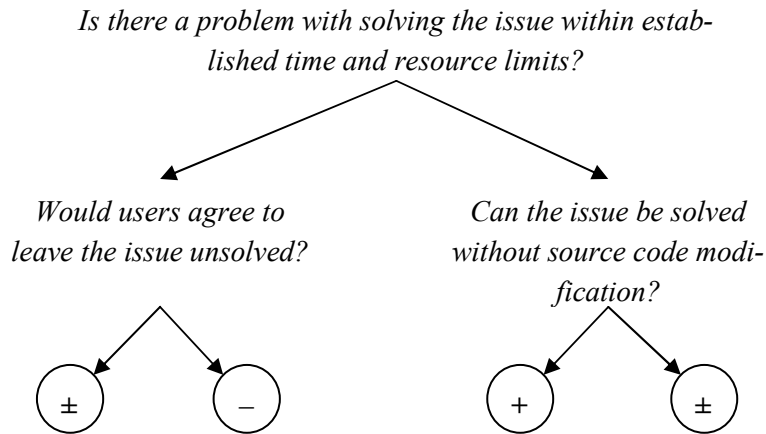 Is there a problem with solving the issue within estab-
lished time and resource limits?
Would users agree to
leave the issue unsolved?
Can the issue be solved
without source code modi-
fication?
± – + ±